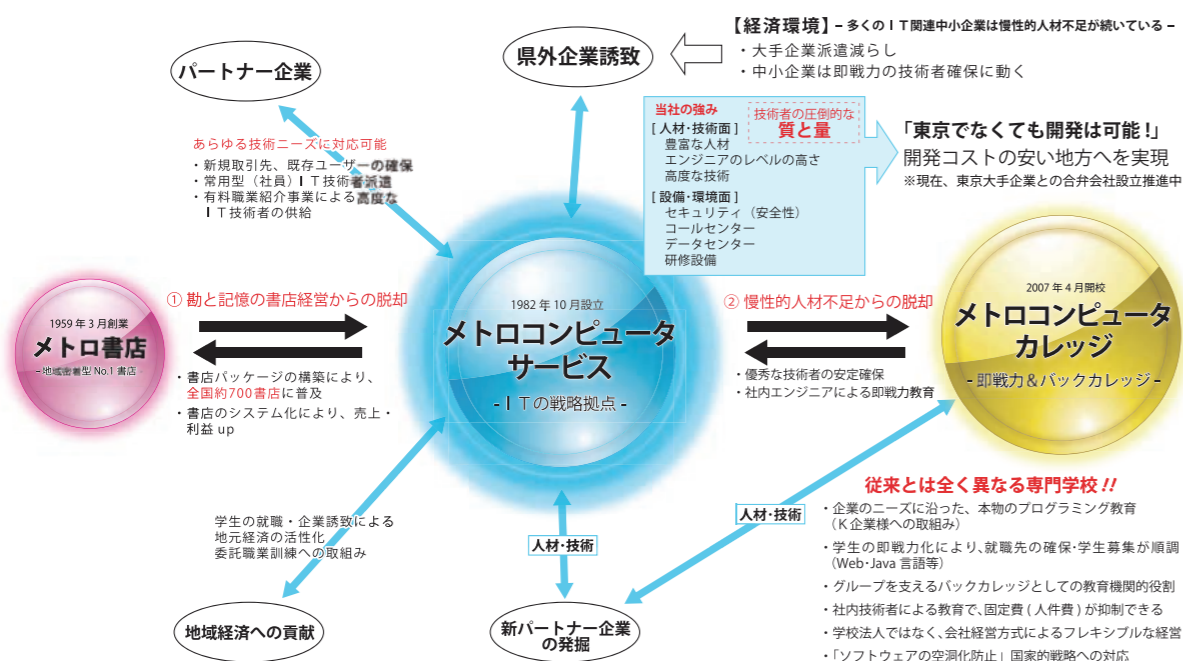 【経済環境】– 多くのＩＴ関連中小企業は慢性的人材不足が続いている –
・大手企業派遣減らし
・中小企業は即戦力の技術者確保に動く
県外企業誘致
パートナー企業
あらゆる技術ニーズに対応可能
・新規取引先、既存ユーザーの確保
・常用型（社員）ＩＴ技術者派遣
・有料職業紹介事業による高度な
ＩＴ技術者の供給
当社の強み
[ 人材・技術面 ]
豊富な人材
エンジニアのレベルの高さ
高度な技術
[ 設備・環境面 ]
セキュリティ（安全性）
コールセンター
データセンター
研修設備
技術者の圧倒的な
質と量
「東京でなくても開発は可能 !」
開発コストの安い地方へを実現
※現在、東京大手企業との合弁会社設立推進中
1959 年 3 月創業
メトロ書店
- 地域密着型 No.1 書店 -
① 勘と記憶の書店経営からの脱却
・書店パッケージの構築により、
全国約700書店に普及
・書店のシステム化により、売上・
利益 up
1982 年 10 月設立
メトロコンピュータ
サービス
- ＩＴの戦略拠点 -
② 慢性的人材不足からの脱却
・優秀な技術者の安定確保
・社内エンジニアによる即戦力教育
2007 年 4 月開校
メトロコンピュータ
カレッジ
- 即戦力＆バックカレッジ -
学生の就職・企業誘致による
地元経済の活性化
委託職業訓練への取組み
地域経済への貢献
人材・技術
新パートナー企業
の発掘
人材・技術
従来とは全く異なる専門学校 !!
・企業のニーズに沿った、本物のプログラミング教育
（Ｋ企業様への取組み）
・学生の即戦力化により、就職先の確保・学生募集が順調
（Web・Java 言語等）
・グループを支えるバックカレッジとしての教育機関的役割
・社内技術者による教育で、固定費 ( 人件費 ) が抑制できる
・学校法人ではなく、会社経営方式によるフレキシブルな経営
・「ソフトウェアの空洞化防止」国家的戦略への対応